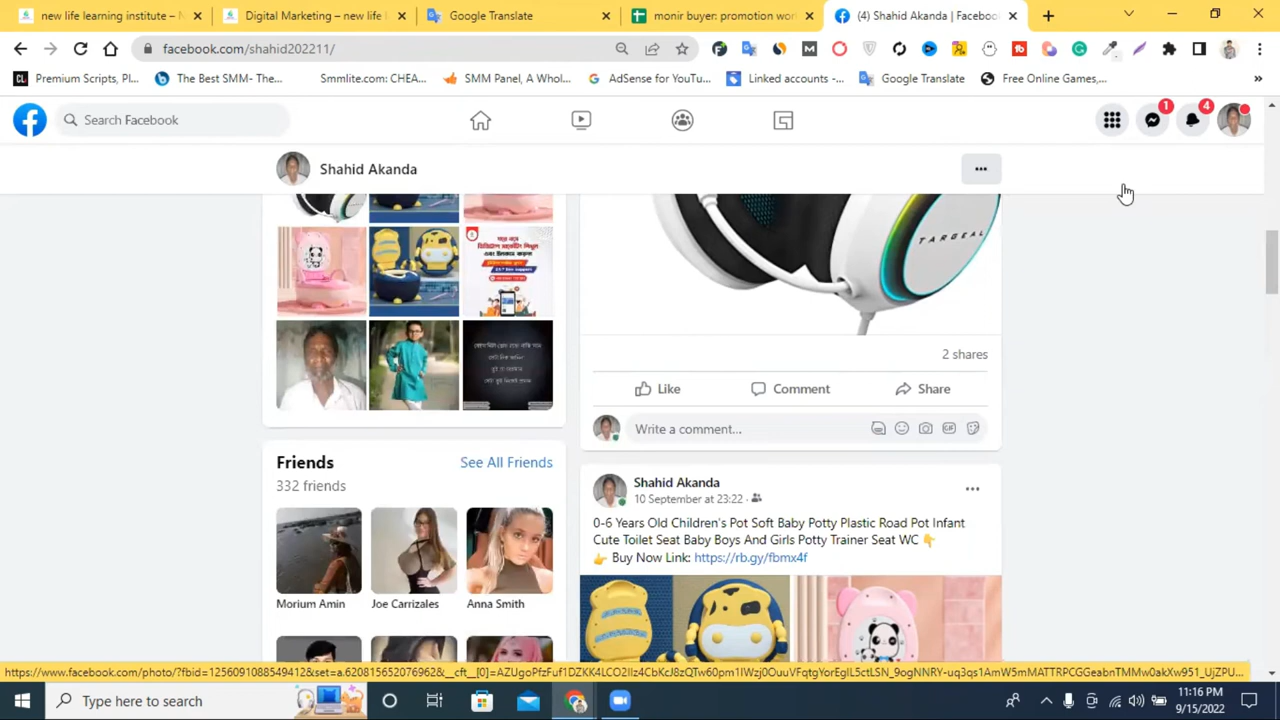 new life learning institute – N
Digital Marketing – new life l
Google Translate
monir buyer: promotion wor
(4) Shahid Akanda | Facebook
facebook.com/shahid202211/
Premium Scripts, Pl...
The Best SMM- The...
Smmlite.com: CHEA...
SMM Panel, A Whol...
AdSense for YouTu...
Linked accounts -...
Google Translate
Free Online Games,...
Search Facebook
1
4
Shahid Akanda
TARGEAL
2 shares
Like
Comment
Share
Write a comment...
Friends
See All Friends
332 friends
Morium Amin
Joe Carrizales
Anna Smith
Shahid Akanda
10 September at 23:22
0-6 Years Old Children's Pot Soft Baby Potty Plastic Road Pot Infant
Cute Toilet Seat Baby Boys And Girls Potty Trainer Seat WC
Buy Now Link: https://rb.gy/fbmx4f
Type here to search
11:16 PM
9/15/2022